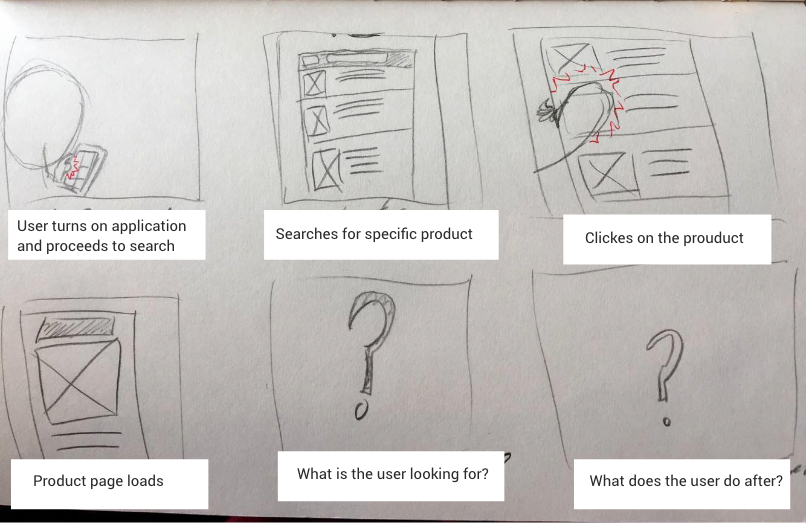 User turns on application
and proceeds to search
Searches for specific product
Clickes on the prouduct
Product page loads
What is the user looking for?
What does the user do after?